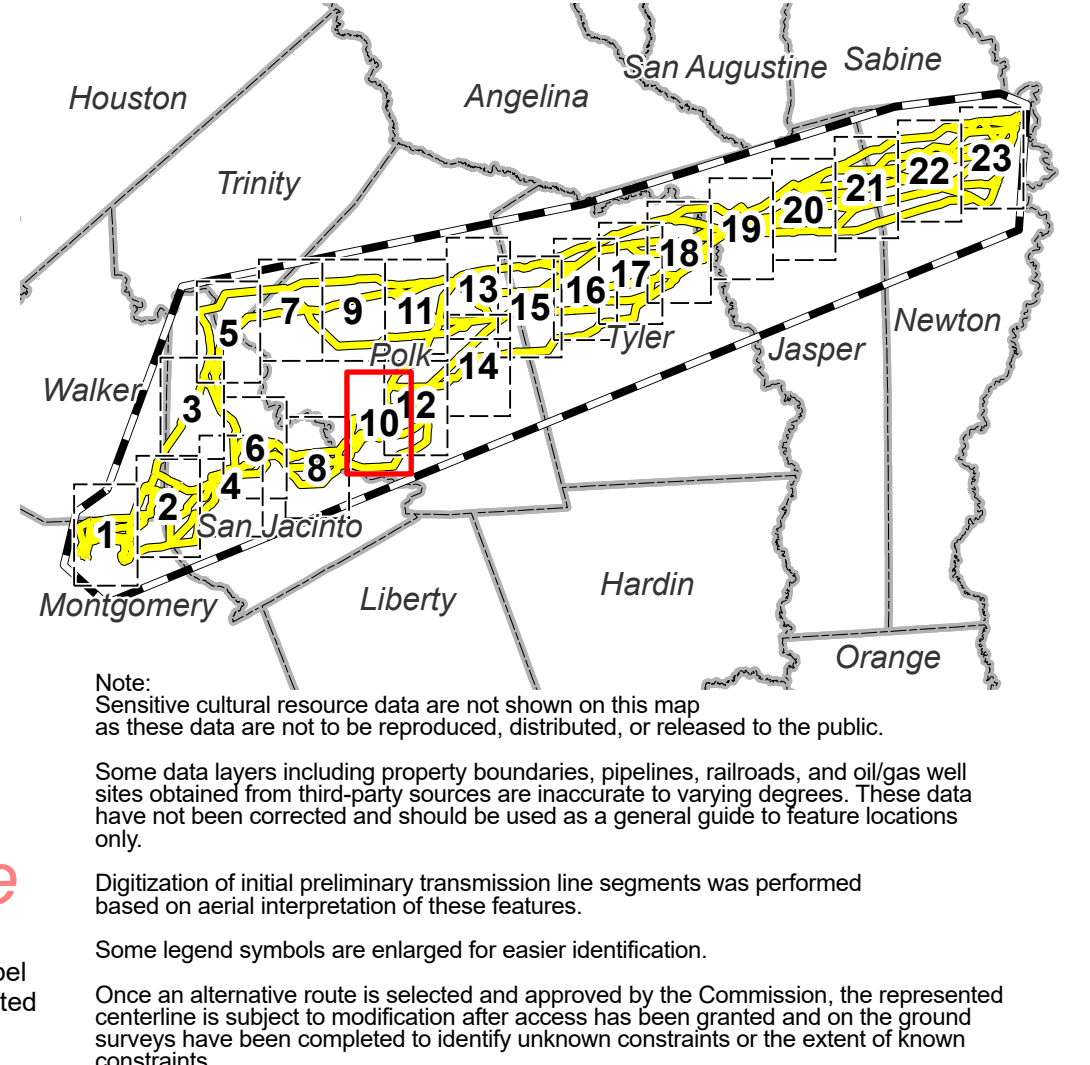 San Augustine
Sabine
Houston
Angelina
Trinity
23
22
21
20
19
18
17
16
15
13
11
9
7
5
Newton
Tyler
Jasper
Polk
14
Walker
3
12
10
6
8
4
2
1
San Jacinto
Montgomery
Liberty
Hardin
Orange
Note:
Sensitive cultural resource data are not shown on this map
as these data are not to be reproduced, distributed, or released to the public.
Some data layers including property boundaries, pipelines, railroads, and oil/gas well
sites obtained from third-party sources are inaccurate to varying degrees. These data
have not been corrected and should be used as a general guide to feature locations
only.
e
Digitization of initial preliminary transmission line segments was performed
based on aerial interpretation of these features.
Some legend symbols are enlarged for easier identification.
bel
ted
Once an alternative route is selected and approved by the Commission, the represented
centerline is subject to modification after access has been granted and on the ground
surveys have been completed to identify unknown constraints or the extent of known
constraints